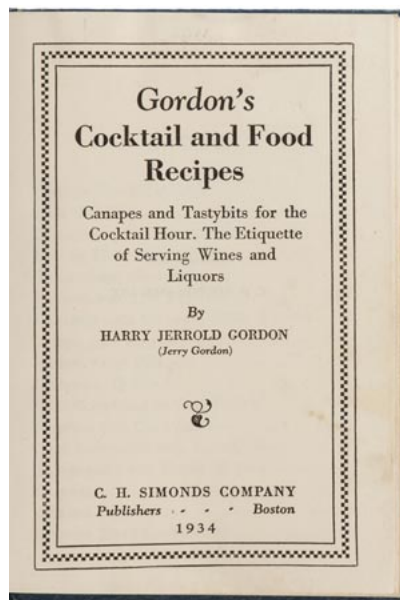 Gordon's
Cocktail and Food
Recipes
Canapes and Tastybits for the
Cocktail Hour. The Etiquette
of Serving Wines and
Liquors
By
HARRY JERROLD GORDON
(Jerry Gordon)
C. H. SIMONDS COMPANY
Publishers - - - - Boston
1934